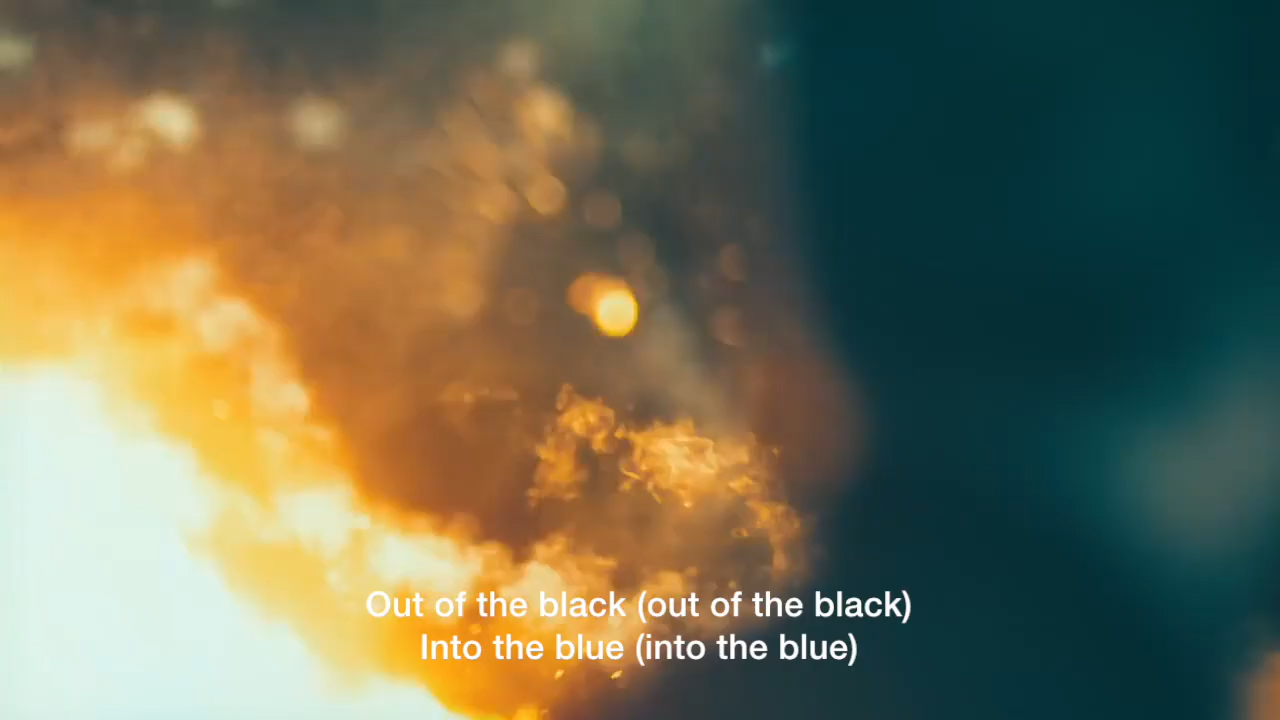 Out of the black (out of the black)
Into the blue (into the blue)